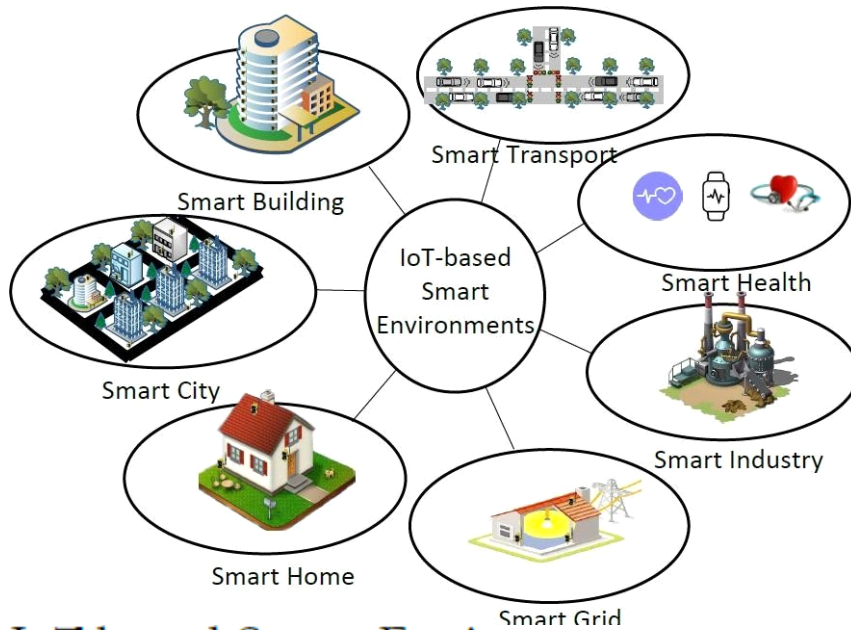 Smart Transport
Smart Building
IoT-based
Smart
Environments
Smart Health
Smart City
Smart Industry
Smart Home
Smart Grid